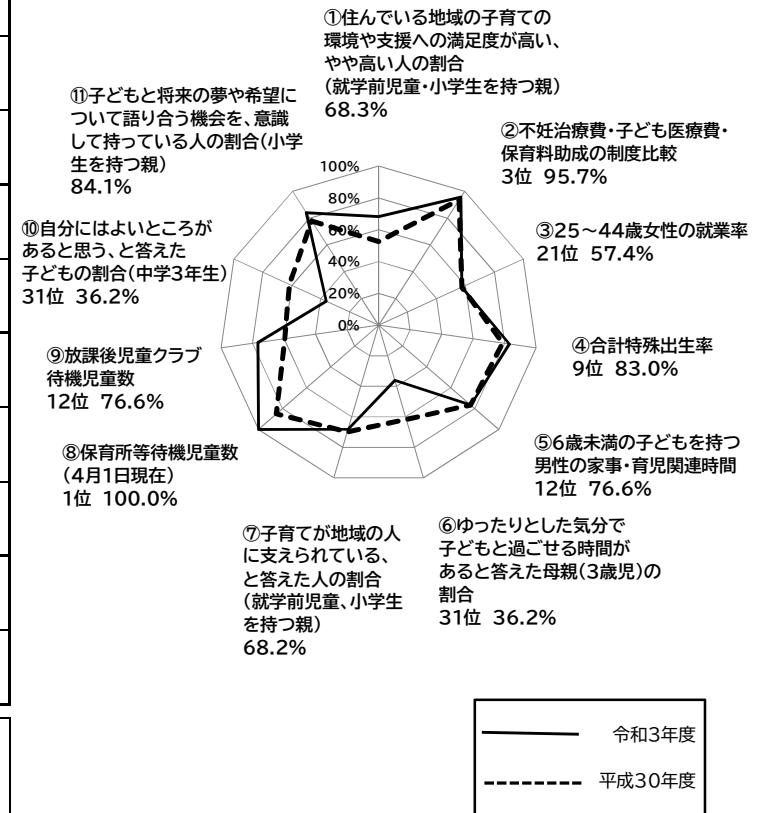 ①住んでいる地域の子育ての
環境や支援への満足度が高い、
やや高い人の割合
(就学前児童・小学生を持つ親)
68.3%
②不妊治療費・子ども医療費・
保育料助成の制度比較
3位 95.7%
③25～44歳女性の就業率
21位 57.4%
④合計特殊出生率
9位 83.0%
⑤6歳未満の子どもを持つ
男性の家事・育児関連時間
12位 76.6%
⑥ゆったりとした気分で
子どもと過ごせる時間が
あると答えた母親(3歳児)の
割合
31位 36.2%
⑦子育てが地域の人
に支えられている、
と答えた人の割合
(就学前児童、小学生
を持つ親)
68.2%
⑧保育所等待機児童数
(4月1日現在)
1位 100.0%
⑨放課後児童クラブ
待機児童数
12位 76.6%
⑩自分にはよいところが
あると思う、と答えた
子どもの割合(中学3年生)
31位 36.2%
⑪子どもと将来の夢や希望に
ついて語り合う機会を、意識
して持っている人の割合(小学
生を持つ親)
84.1%
100%
80%
60%
40%
20%
0%
令和3年度
平成30年度